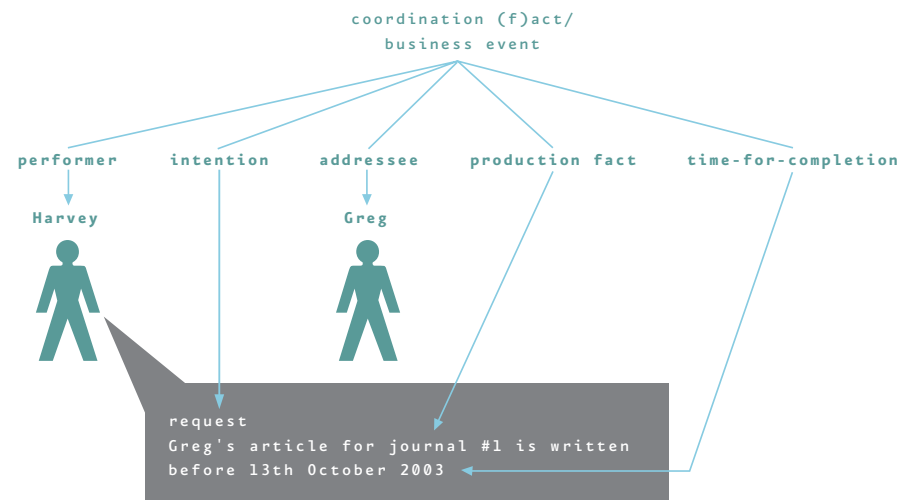 coordination (f)act/
business event
performer intention addressee production fact time-for-completion
Harvey Greg
request
Greg's article for journal #1 is written
before 13th October 2003